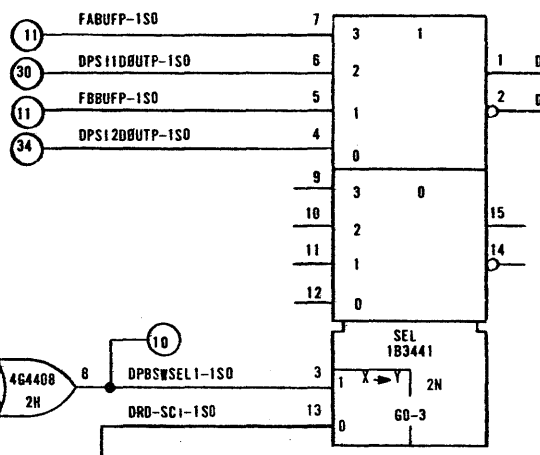 FABUFP-1S0 7
11 3 1
DPSI1DØUTP-1S0 6 1 D
30 2
FBBUFP-1S0 5 2 D
11 1
DPSI2DØUTP-1S0 4
34 0
9 3 0
10 2 15
11 1 14
12 0
10 SEL
1B3441
8 DPBSWSEL1-1S0 3 X → Y
4G4408 1 2N
2H DRD-SC1-1S0 13 0 G0-3